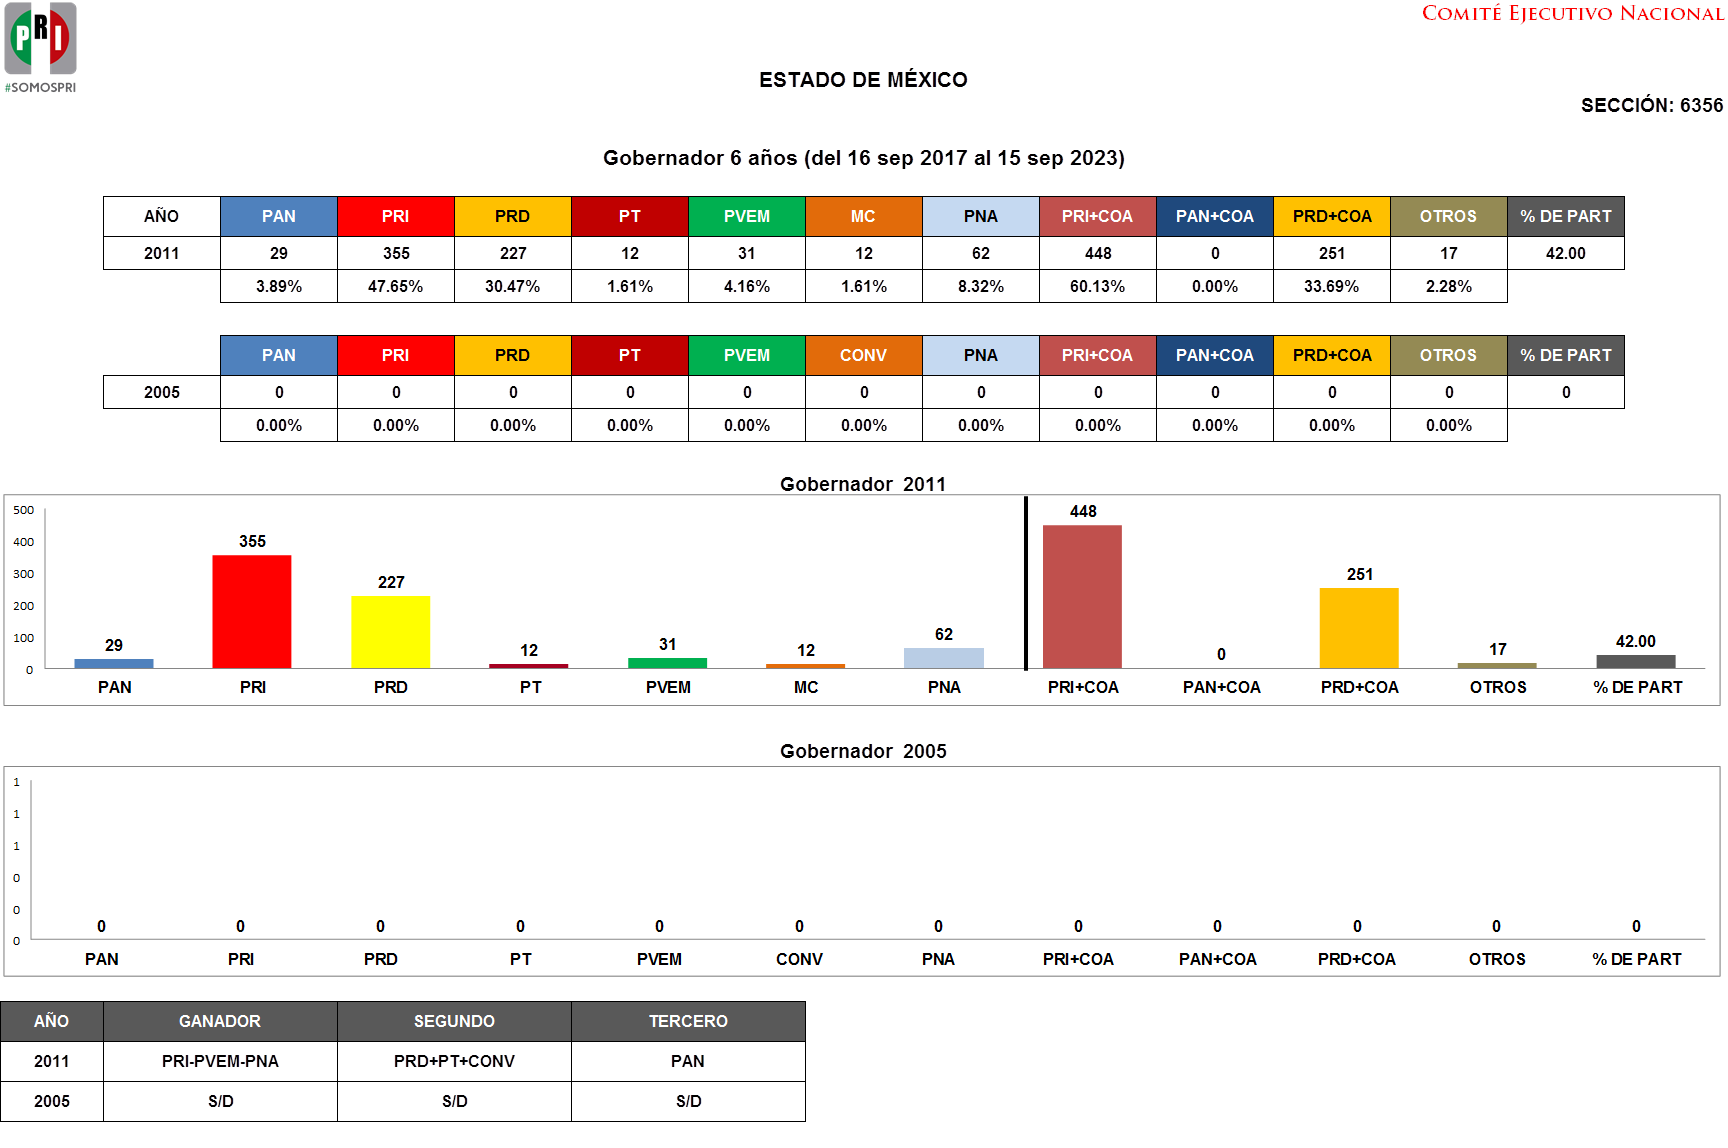 PRI
#SOMOSPRI
COMITÉ EJECUTIVO NACIONAL
ESTADO DE MÉXICO
SECCIÓN: 6356
Gobernador 6 años (del 16 sep 2017 al 15 sep 2023)
AÑO PAN PRI PRD PT PVEM MC PNA PRI+COA PAN+COA PRD+COA OTROS % DE PART
2011 29 355 227 12 31 12 62 448 0 251 17 42.00
3.89% 47.65% 30.47% 1.61% 4.16% 1.61% 8.32% 60.13% 0.00% 33.69% 2.28%
PAN PRI PRD PT PVEM CONV PNA PRI+COA PAN+COA PRD+COA OTROS % DE PART
2005 0 0 0 0 0 0 0 0 0 0 0 0
0.00% 0.00% 0.00% 0.00% 0.00% 0.00% 0.00% 0.00% 0.00% 0.00% 0.00%
Gobernador 2011
500
400
300
200
100
0
29 355 227 12 31 12 62 448 0 251 17 42.00
PAN PRI PRD PT PVEM MC PNA PRI+COA PAN+COA PRD+COA OTROS % DE PART
Gobernador 2005
1
1
1
0
0
0
0 0 0 0 0 0 0 0 0 0 0 0
PAN PRI PRD PT PVEM CONV PNA PRI+COA PAN+COA PRD+COA OTROS % DE PART
AÑO GANADOR SEGUNDO TERCERO
2011 PRI-PVEM-PNA PRD+PT+CONV PAN
2005 S/D S/D S/D